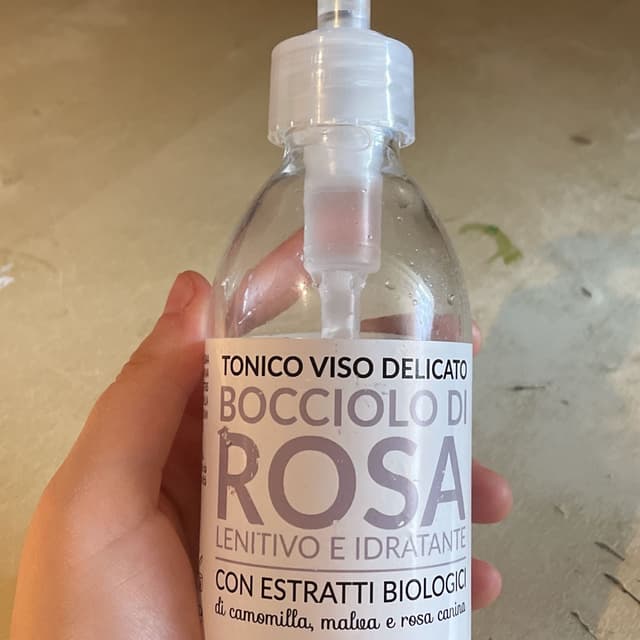 TONICO VISO DELICATO
BOCCIOLO DI
ROSA
LENITIVO E IDRATANTE
CON ESTRATTI BIOLOGICI
di camomilla, malva e rosa canina